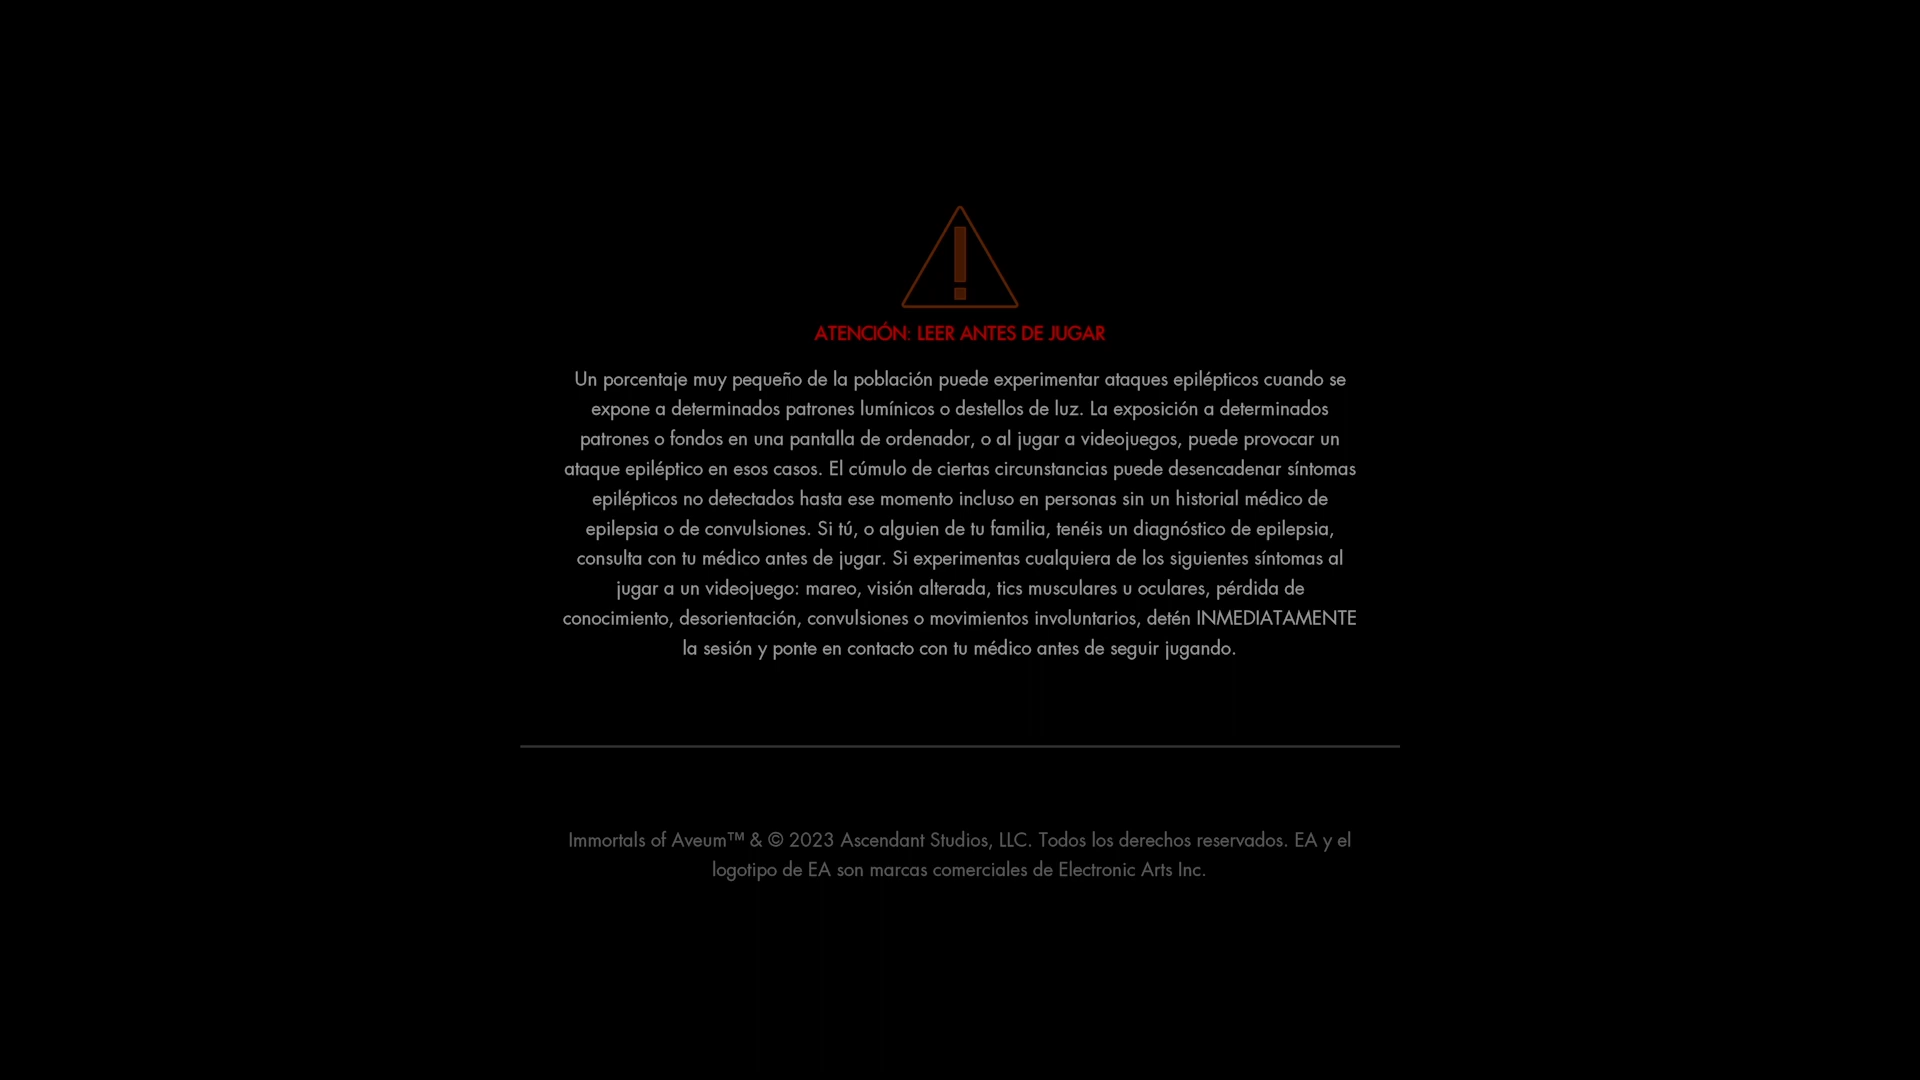 ATENCIÓN: LEER ANTES DE JUGAR
Un porcentaje muy pequeño de la población puede experimentar ataques epilépticos cuando se
expone a determinados patrones lumínicos o destellos de luz. La exposición a determinados
patrones o fondos en una pantalla de ordenador, o al jugar a videojuegos, puede provocar un
ataque epiléptico en esos casos. El cúmulo de ciertas circunstancias puede desencadenar síntomas
epilépticos no detectados hasta ese momento incluso en personas sin un historial médico de
epilepsia o de convulsiones. Si tú, o alguien de tu familia, tenéis un diagnóstico de epilepsia,
consulta con tu médico antes de jugar. Si experimentas cualquiera de los siguientes síntomas al
jugar a un videojuego: mareo, visión alterada, tics musculares u oculares, pérdida de
conocimiento, desorientación, convulsiones o movimientos involuntarios, detén INMEDIATAMENTE
la sesión y ponte en contacto con tu médico antes de seguir jugando.
Immortals of Aveum™ & © 2023 Ascendant Studios, LLC. Todos los derechos reservados. EA y el
logotipo de EA son marcas comerciales de Electronic Arts Inc.